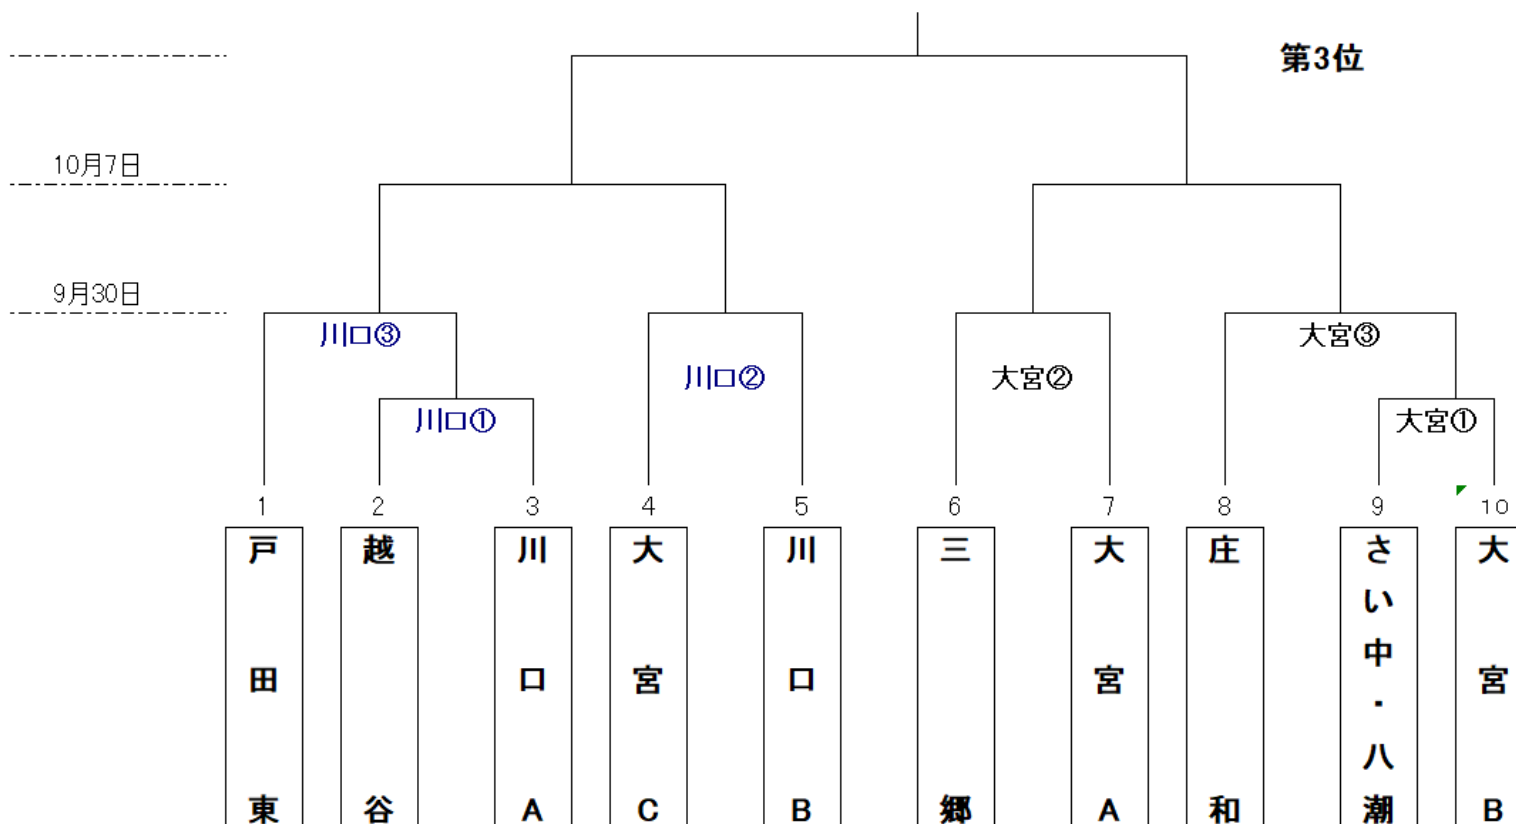 第3位
10月7日
9月30日
川口③
大宮③
川口②
大宮②
川口①
大宮①
1
2
3
4
5
6
7
8
9
10
戸田東
越谷
川口A
大宮C
川口B
三郷
大宮A
庄和
さい中・八潮
大宮B